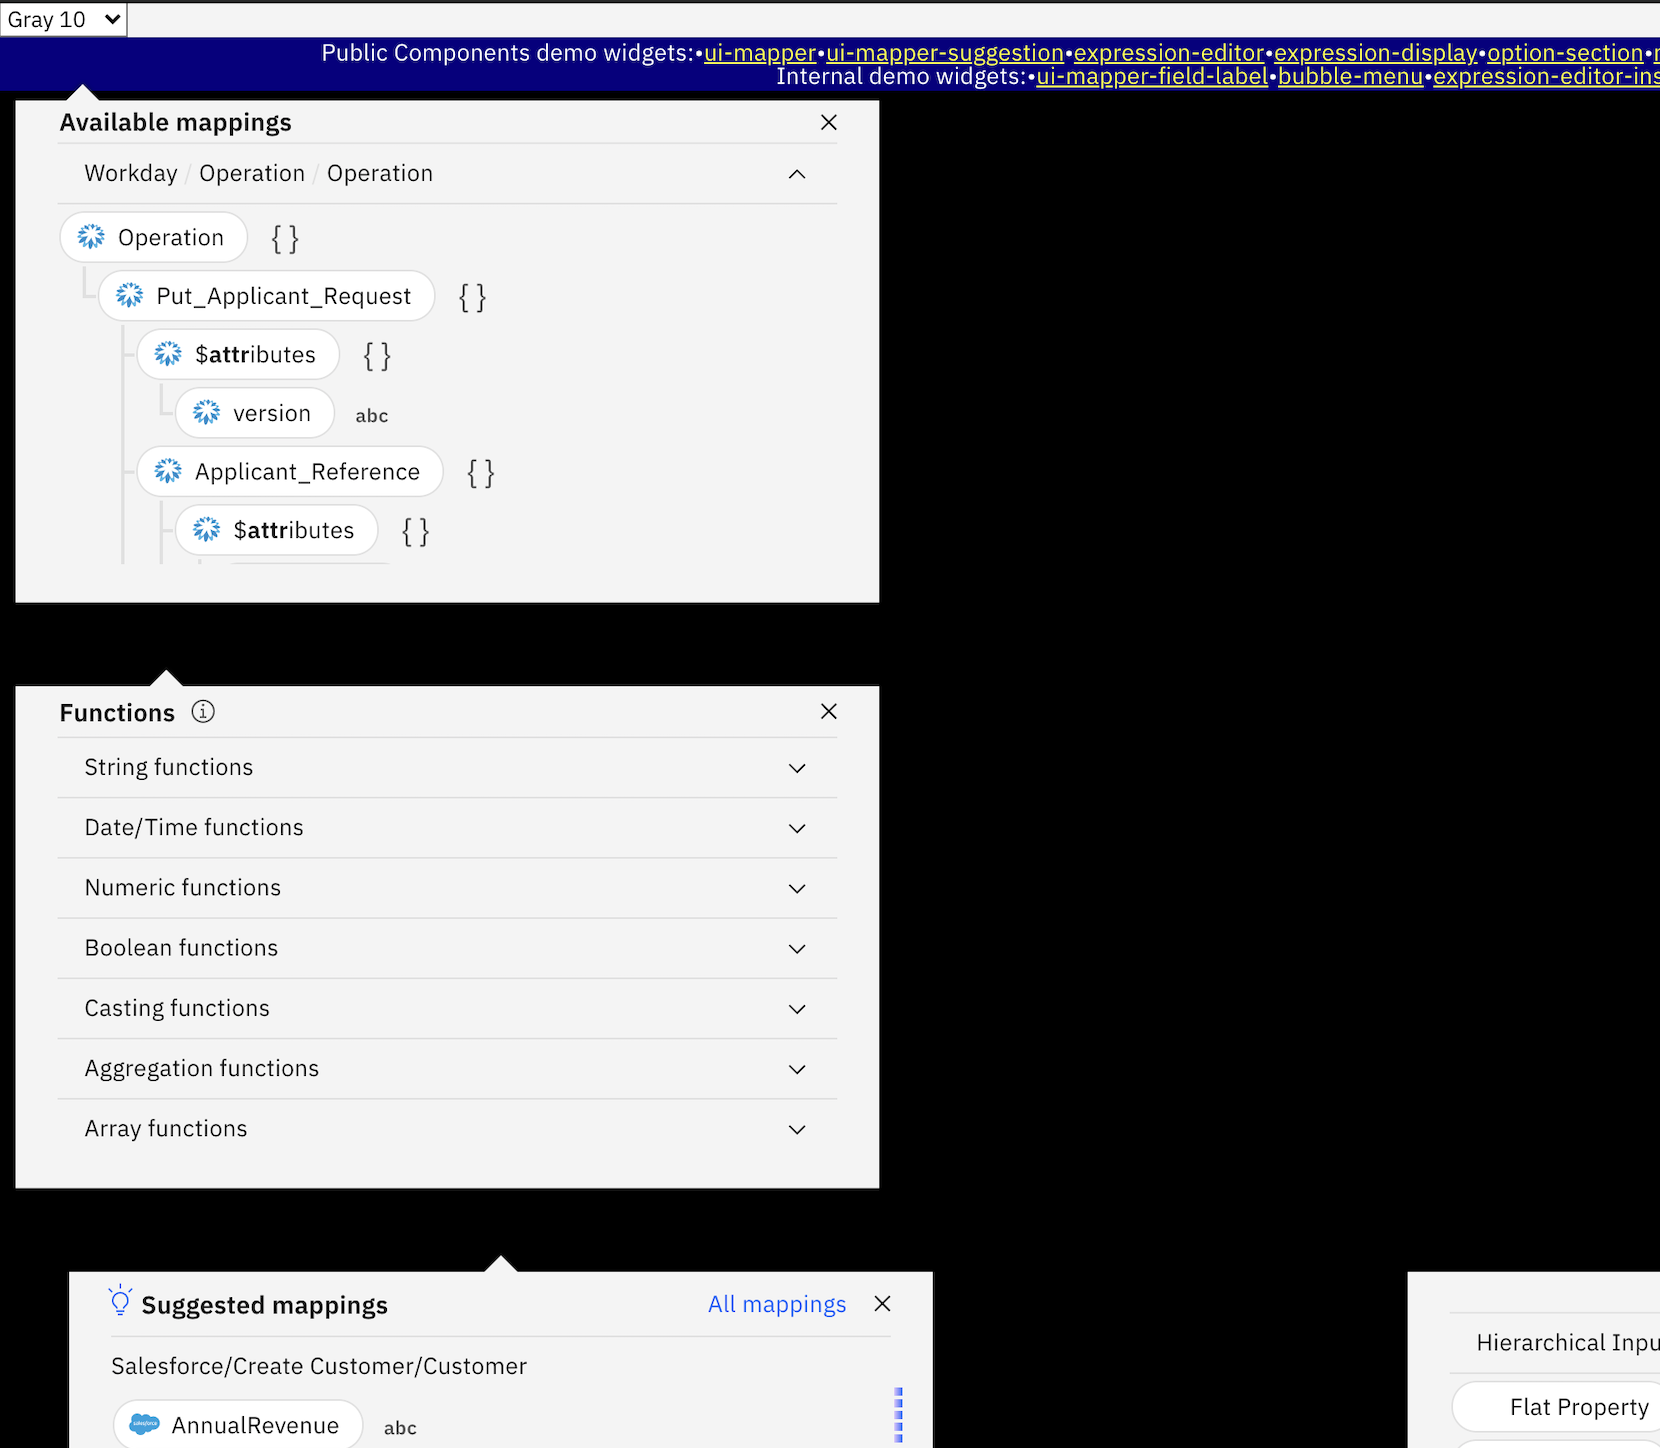 Gray 10
Public Components demo widgets:•ui-mapper•ui-mapper-suggestion•expression-editor•expression-display•option-section•
Internal demo widgets:•ui-mapper-field-label•bubble-menu•expression-editor-ins
Available mappings
Workday / Operation / Operation
Operation { }
Put_Applicant_Request { }
$attributes { }
version abc
Applicant_Reference { }
$attributes { }
Functions
String functions
Date/Time functions
Numeric functions
Boolean functions
Casting functions
Aggregation functions
Array functions
Suggested mappings All mappings
Salesforce/Create Customer/Customer
AnnualRevenue abc
Hierarchical Inpu
Flat Property